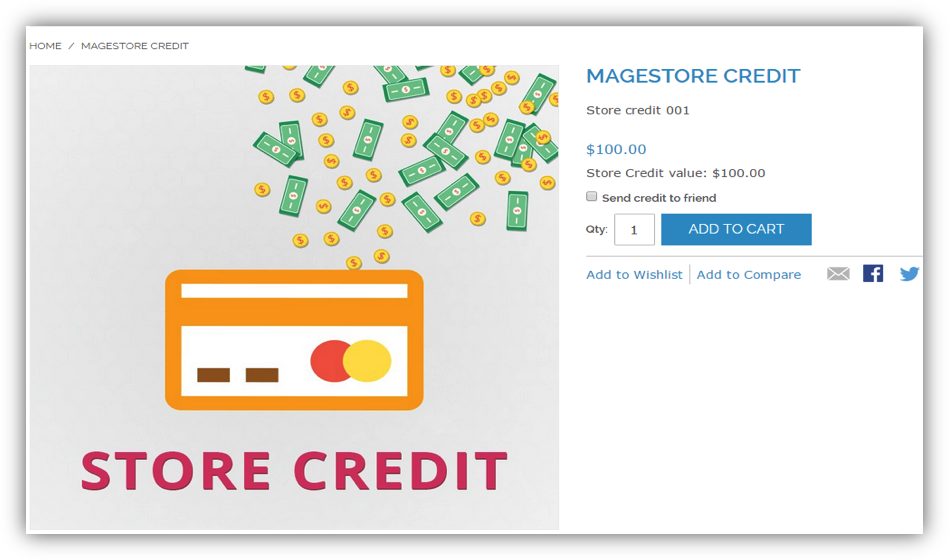 HOME / MAGESTORE CREDIT
MAGESTORE CREDIT
Store credit 001
$100.00
Store Credit value: $100.00
Send credit to friend
Qty: 1 ADD TO CART
Add to Wishlist Add to Compare
STORE CREDIT